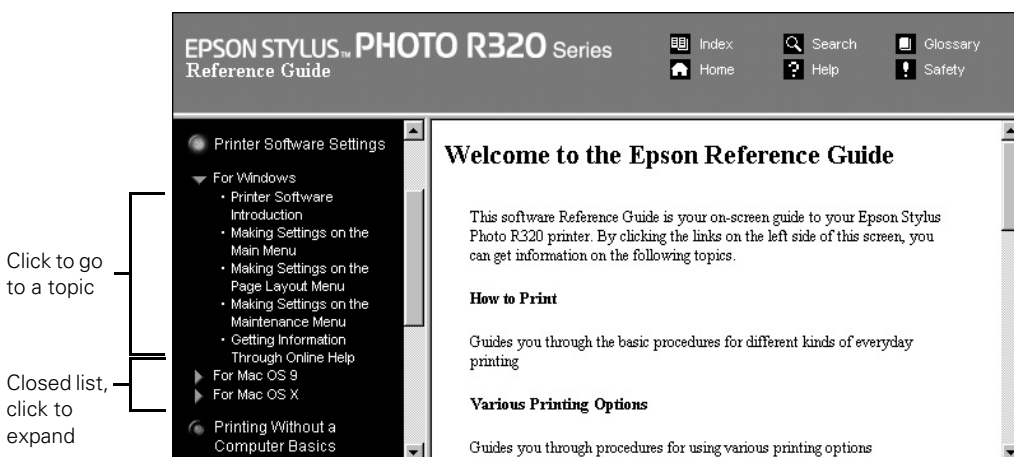 EPSON STYLUS™ PHOTO R320 Series
Reference Guide
Index
Search
Glossary
Home
Help
Safety
Click to go
to a topic
Closed list,
click to
expand
Printer Software Settings
For Windows
• Printer Software
Introduction
• Making Settings on the
Main Menu
• Making Settings on the
Page Layout Menu
• Making Settings on the
Maintenance Menu
• Getting Information
Through Online Help
For Mac OS 9
For Mac OS X
Printing Without a
Computer Basics
Welcome to the Epson Reference Guide
This software Reference Guide is your on-screen guide to your Epson Stylus
Photo R320 printer. By clicking the links on the left side of this screen, you
can get information on the following topics.
How to Print
Guides you through the basic procedures for different kinds of everyday
printing
Various Printing Options
Guides you through procedures for using various printing options